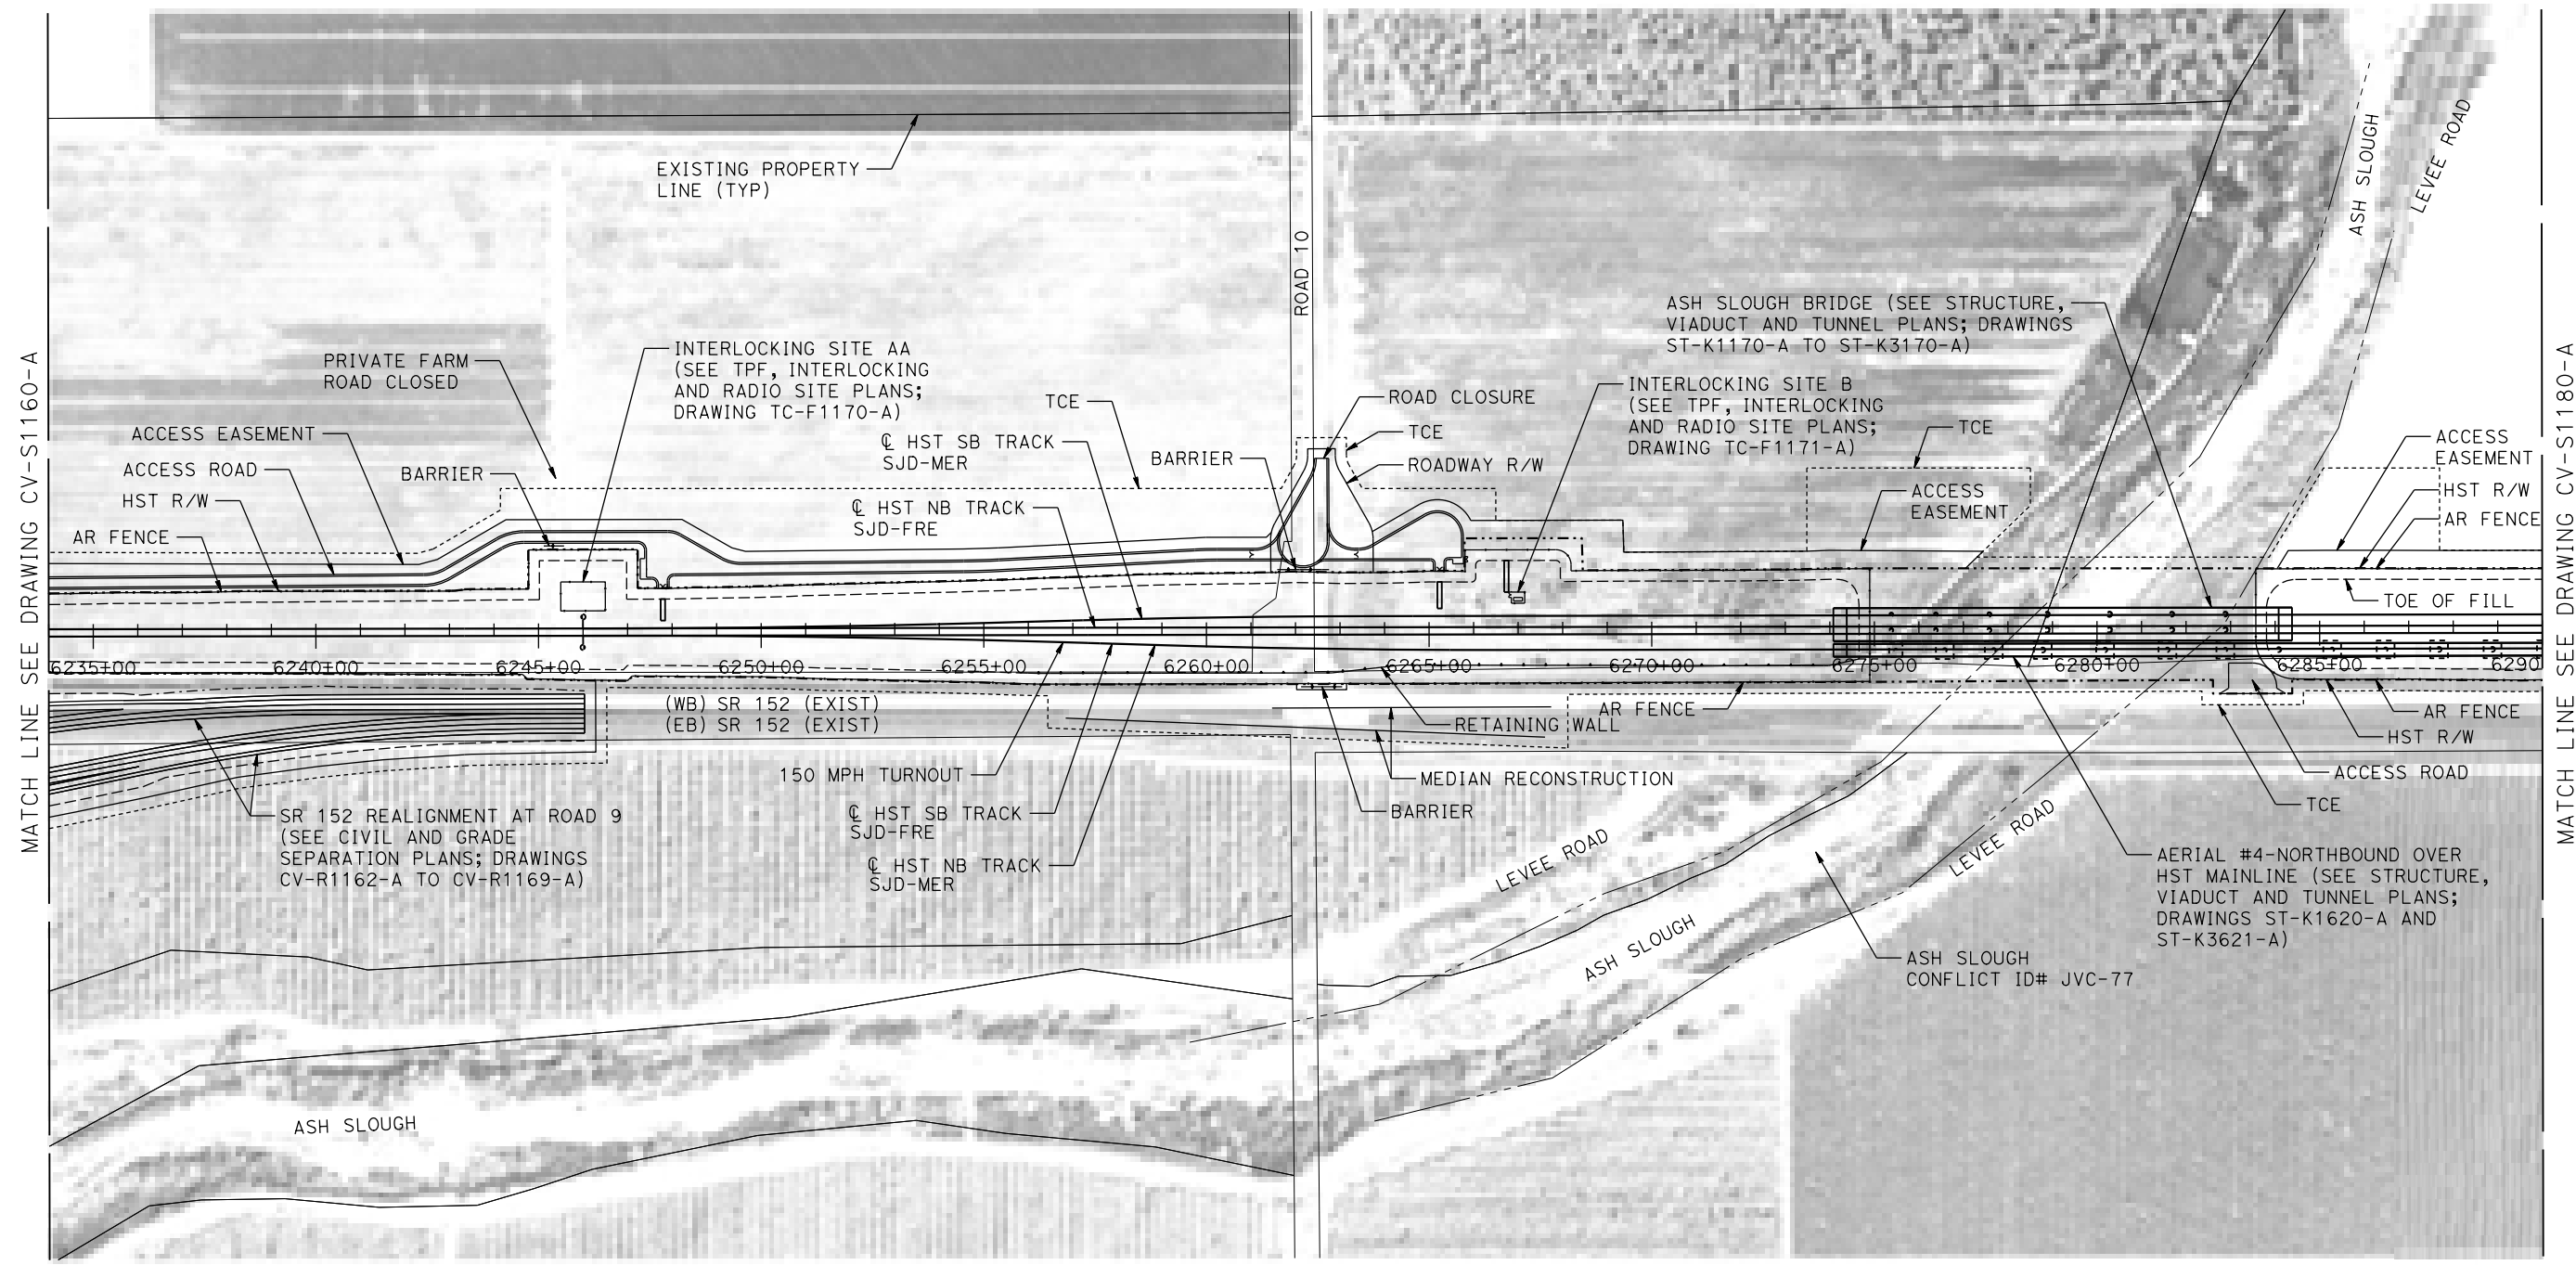 EXISTING PROPERTY
LINE (TYP)
ROAD 10
ASH SLOUGH
LEVEE ROAD
MATCH LINE SEE DRAWING CV-S1160-A
MATCH LINE SEE DRAWING CV-S1180-A
PRIVATE FARM
ROAD CLOSED
INTERLOCKING SITE AA
(SEE TPF, INTERLOCKING
AND RADIO SITE PLANS;
DRAWING TC-F1170-A)
ASH SLOUGH BRIDGE (SEE STRUCTURE,
VIADUCT AND TUNNEL PLANS; DRAWINGS
ST-K1170-A TO ST-K3170-A)
INTERLOCKING SITE B
(SEE TPF, INTERLOCKING
AND RADIO SITE PLANS;
DRAWING TC-F1171-A)
ACCESS EASEMENT
ACCESS ROAD
HST R/W
AR FENCE
BARRIER
TCE
℄ HST SB TRACK
SJD-MER
℄ HST NB TRACK
SJD-FRE
BARRIER
ROAD CLOSURE
TCE
ROADWAY R/W
TCE
ACCESS
EASEMENT
ACCESS
EASEMENT
HST R/W
AR FENCE
TOE OF FILL
6235+00
6240+00
6245+00
6250+00
6255+00
6260+00
6265+00
6270+00
6275+00
6280+00
6285+00
6290
(WB) SR 152 (EXIST)
(EB) SR 152 (EXIST)
AR FENCE
RETAINING WALL
AR FENCE
HST R/W
ACCESS ROAD
TCE
150 MPH TURNOUT
℄ HST SB TRACK
SJD-FRE
℄ HST NB TRACK
SJD-MER
MEDIAN RECONSTRUCTION
BARRIER
SR 152 REALIGNMENT AT ROAD 9
(SEE CIVIL AND GRADE
SEPARATION PLANS; DRAWINGS
CV-R1162-A TO CV-R1169-A)
LEVEE ROAD
LEVEE ROAD
ASH SLOUGH
AERIAL #4-NORTHBOUND OVER
HST MAINLINE (SEE STRUCTURE,
VIADUCT AND TUNNEL PLANS;
DRAWINGS ST-K1620-A AND
ST-K3621-A)
ASH SLOUGH
CONFLICT ID# JVC-77
ASH SLOUGH